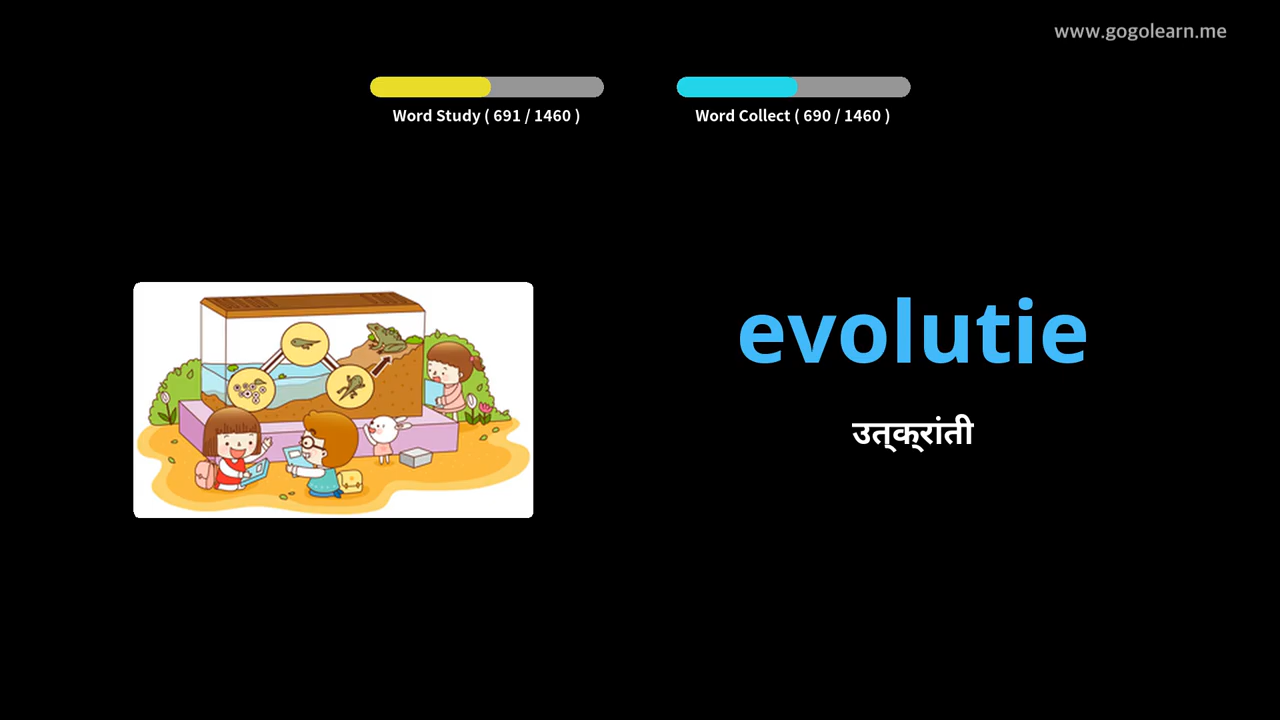 www.gogolearn.me
Word Study ( 691 / 1460 )
Word Collect ( 690 / 1460 )
evolutie
उत्क्रांती